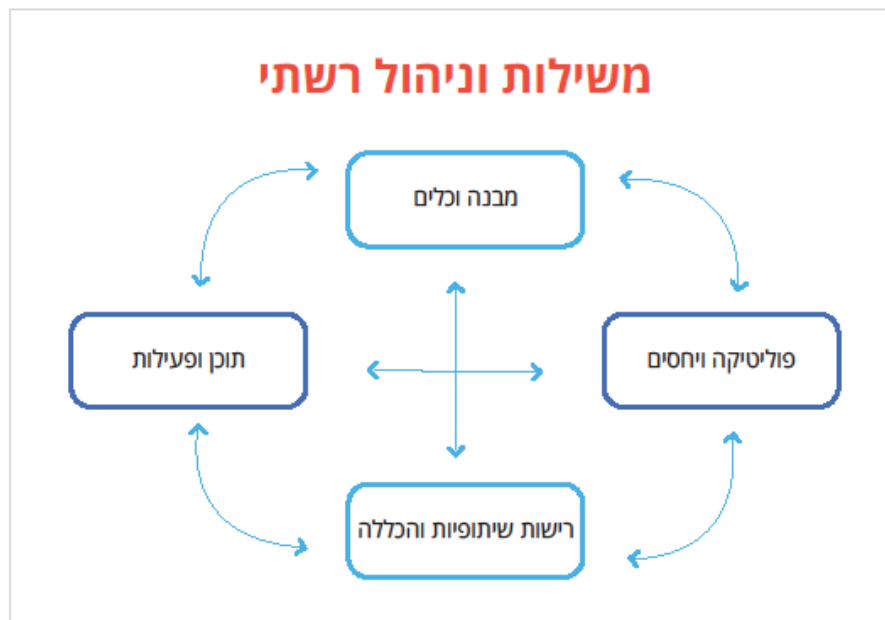 משילות וניהול רשתי
מבנה וכלים
פוליטיקה ויחסים
תוכן ופעילות
רישות שיתופיות והכללה